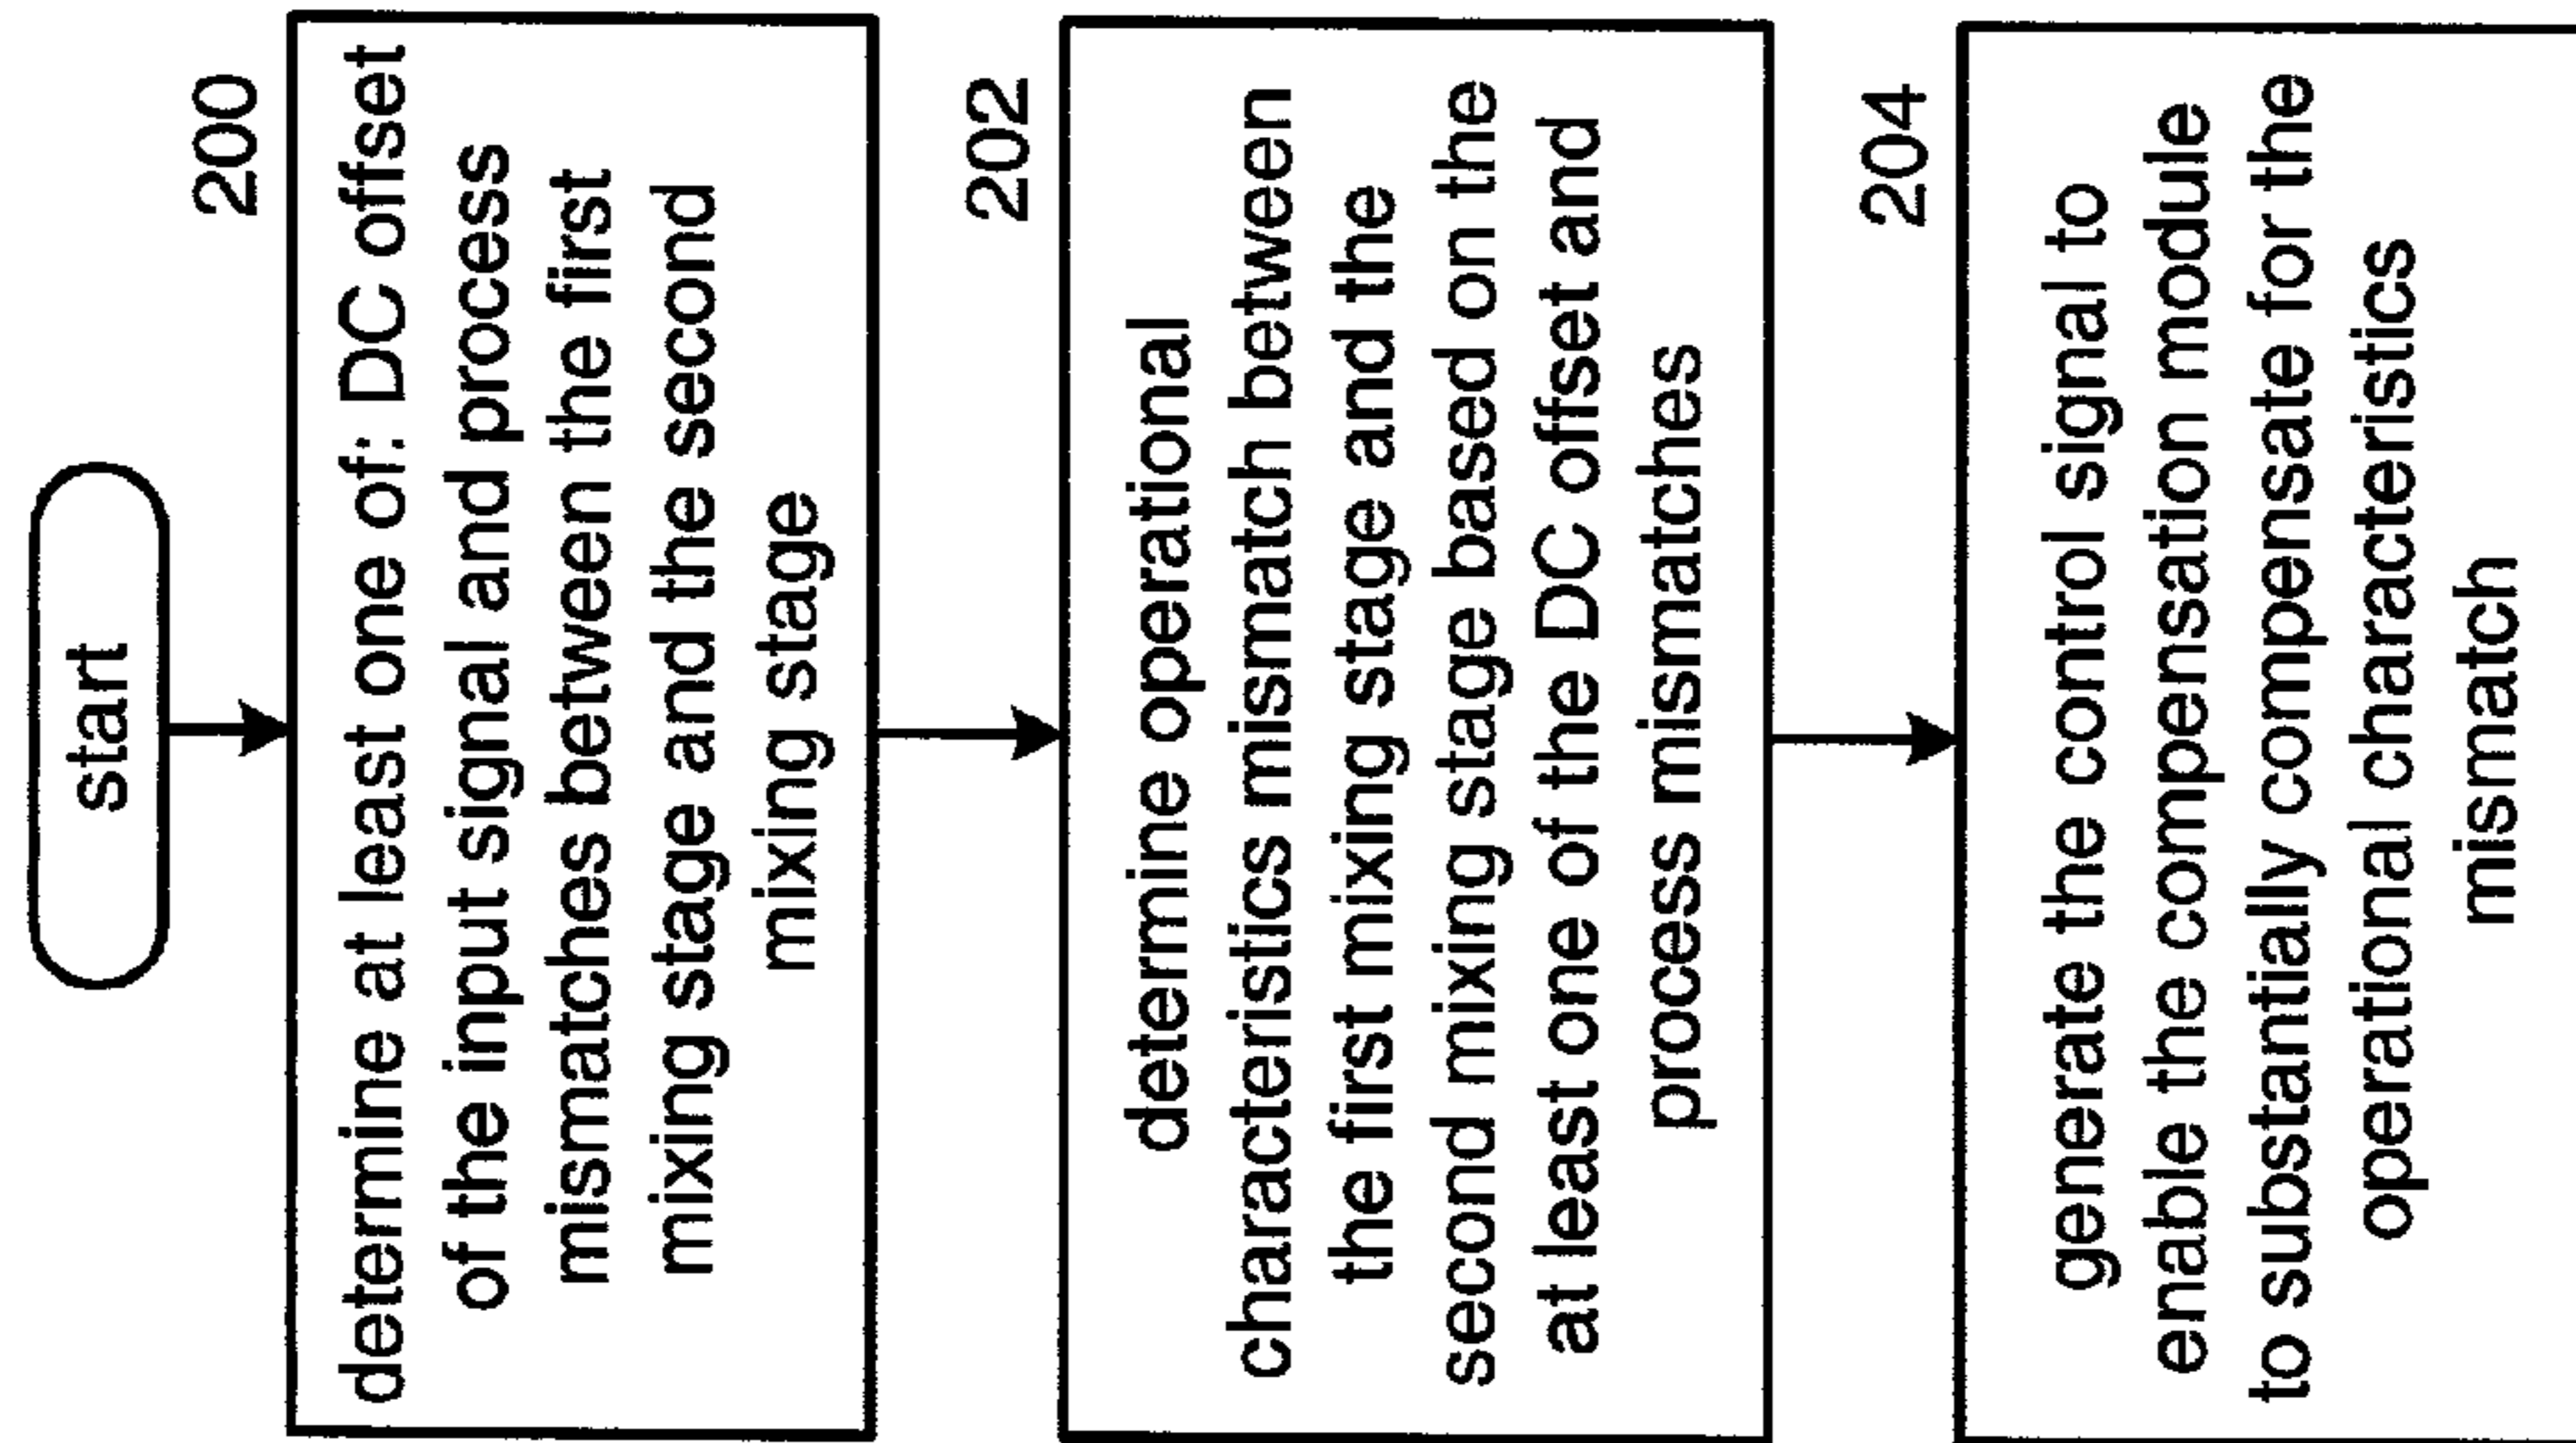 start
200
determine at least one of: DC offset
of the input signal and process
mismatches between the first
mixing stage and the second
mixing stage
202
determine operational
characteristics mismatch between
the first mixing stage and the
second mixing stage based on the
at least one of the DC offset and
process mismatches
204
generate the control signal to
enable the compensation module
to substantially compensate for the
operational characteristics
mismatch